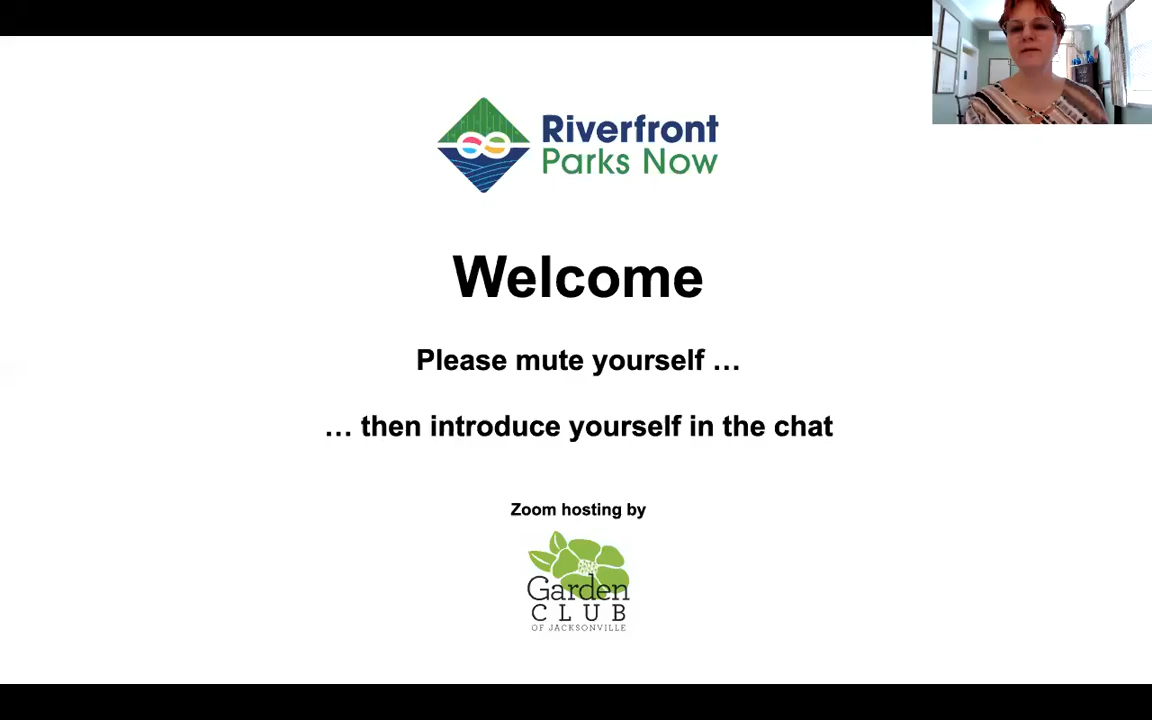 Riverfront
Parks Now
Welcome
Please mute yourself …
… then introduce yourself in the chat
Zoom hosting by
Garden
CLUB
OF JACKSONVILLE